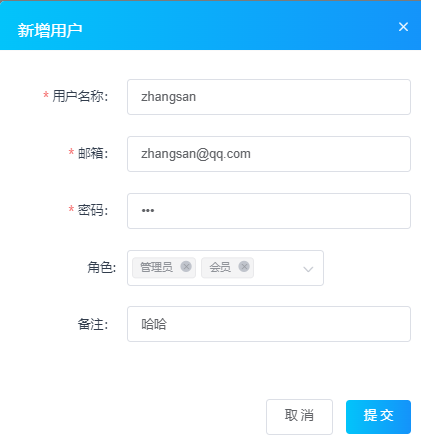 新增用户 ×
* 用户名称： zhangsan
* 邮箱： zhangsan@qq.com
* 密码： •••
角色: 管理员 会员
备注： 哈哈
取 消 提 交